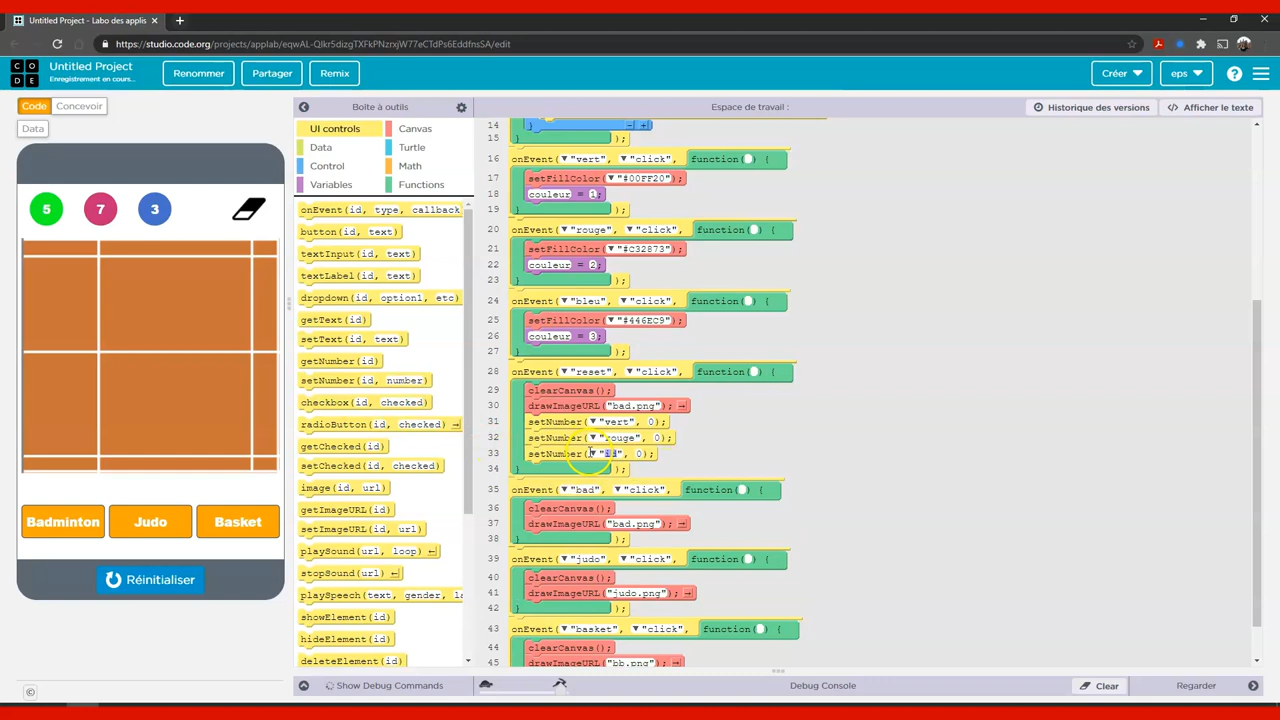 Untitled Project - Labo des applis
https://studio.code.org/projects/applab/eqwAL-QIkr5dizgTXFkPNzrxjW77eCTdPs6EddfnsSA/edit
CODE
Untitled Project
Enregistrement en cours...
Renommer
Partager
Remix
Créer
eps
Code
Concevoir
Data
Boîte à outils
Espace de travail :
Historique des versions
Afficher le texte
5
7
3
Badminton
Judo
Basket
Réinitialiser
UI controls
Canvas
Data
Turtle
Control
Math
Variables
Functions
onEvent(id, type, callback
button(id, text)
textInput(id, text)
textLabel(id, text)
dropdown(id, option1, etc)
getText(id)
setText(id, text)
getNumber(id)
setNumber(id, number)
checkbox(id, checked)
radioButton(id, checked)
getChecked(id)
setChecked(id, checked)
image(id, url)
getImageURL(id)
setImageURL(id, url)
playSound(url, loop)
stopSound(url)
playSpeech(text, gender, la
showElement(id)
hideElement(id)
deleteElement(id)
14 }
15 } );
16 onEvent("vert", "click", function() {
17 setFillColor("#00FF20");
18 couleur = 1;
19 } );
20 onEvent("rouge", "click", function() {
21 setFillColor("#C32873");
22 couleur = 2;
23 } );
24 onEvent("bleu", "click", function() {
25 setFillColor("#446EC9");
26 couleur = 3;
27 } );
28 onEvent("reset", "click", function() {
29 clearCanvas();
30 drawImageURL("bad.png");
31 setNumber("vert", 0);
32 setNumber("rouge", 0);
33 setNumber("id", 0);
34 } );
35 onEvent("bad", "click", function() {
36 clearCanvas();
37 drawImageURL("bad.png");
38 } );
39 onEvent("judo", "click", function() {
40 clearCanvas();
41 drawImageURL("judo.png");
42 } );
43 onEvent("basket", "click", function() {
44 clearCanvas();
45 drawImageURL("bb.png");
Show Debug Commands
Debug Console
Clear
Regarder